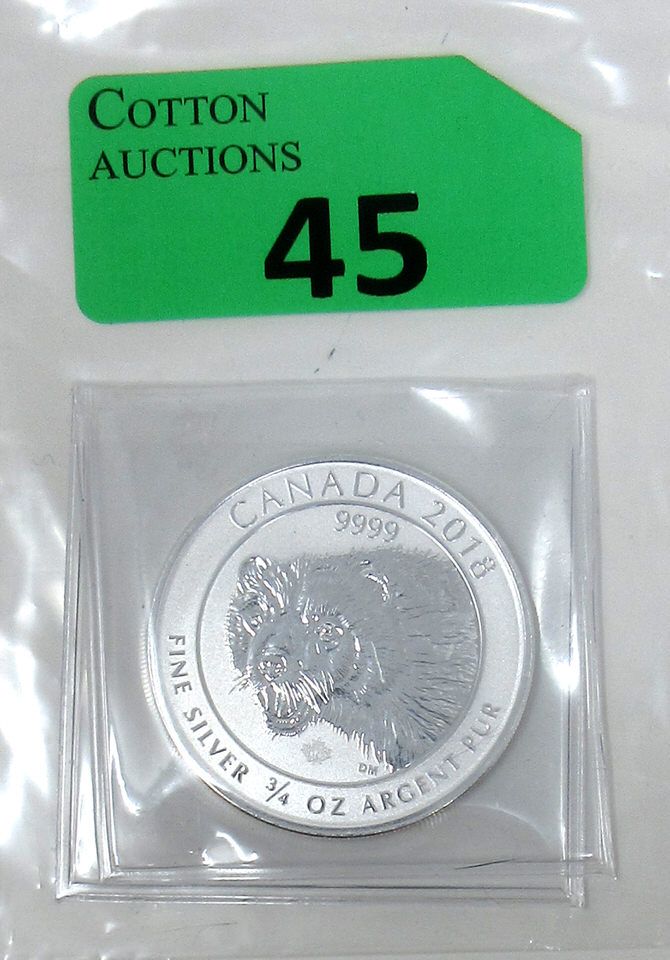 COTTON
AUCTIONS
45
CANADA 2018
9999
DM
FINE SILVER 3/4 OZ ARGENT PUR